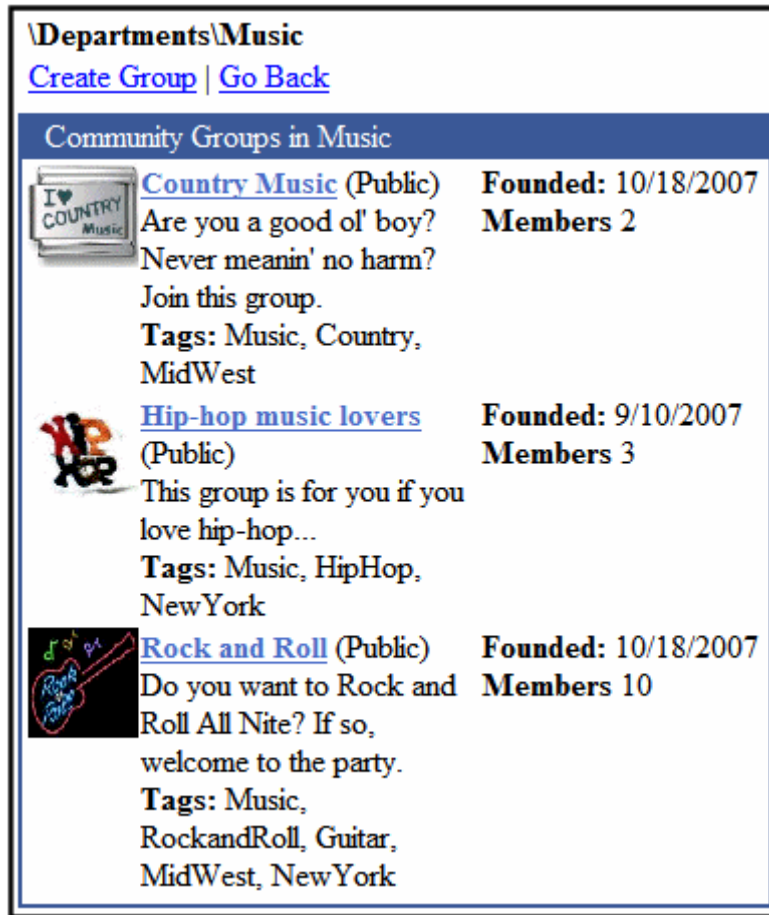 \Departments\Music
Create Group | Go Back
Community Groups in Music
I♥
COUNTRY
Music
Country Music (Public)
Founded: 10/18/2007
Are you a good ol' boy?
Members 2
Never meanin' no harm?
Join this group.
Tags: Music, Country,
MidWest
HIP
HOP
Hip-hop music lovers
Founded: 9/10/2007
(Public)
Members 3
This group is for you if you
love hip-hop...
Tags: Music, HipHop,
NewYork
Rock and Roll (Public)
Founded: 10/18/2007
Do you want to Rock and
Members 10
Roll All Nite? If so,
welcome to the party.
Tags: Music,
RockandRoll, Guitar,
MidWest, NewYork